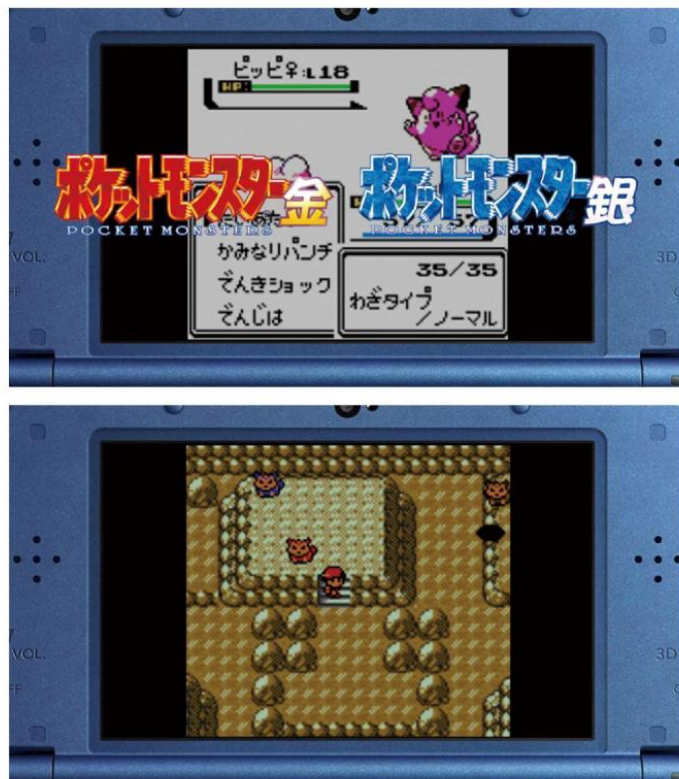 ピッピ♀:L18
HP:
ポケットモンスター金
POCKET MONSTERS
ポケットモンスター銀
POCKET MONSTERS
かみなりパンチ
でんきショック
でんじは
35/35
わざタイプ
/ノーマル
VOL.
3D
VOL.
3D